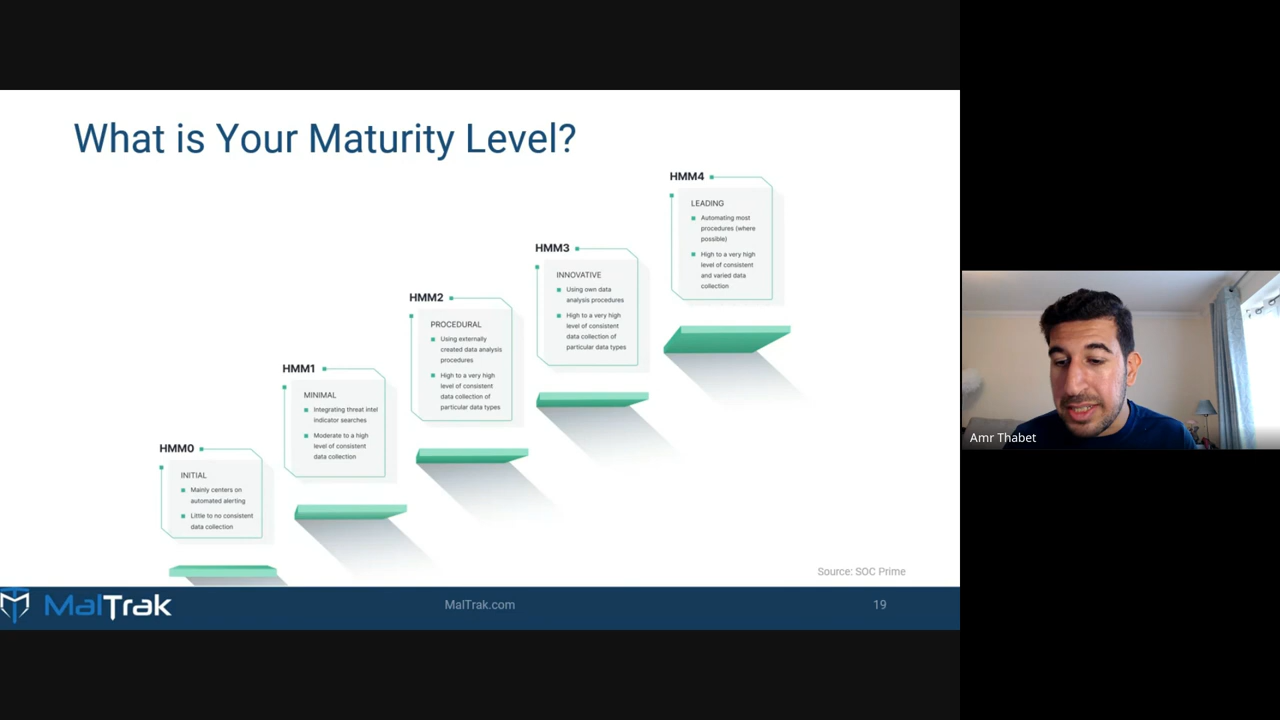 What is Your Maturity Level?
HMM4
LEADING
Automating most
procedures (where
possible)
High to a very high
level of consistent
and varied data
collection
HMM3
INNOVATIVE
Using own data
analysis procedures
High to a very high
level of consistent
data collection of
particular data types
HMM2
PROCEDURAL
Using externally
created data analysis
procedures
High to a very high
level of consistent
data collection of
particular data types
HMM1
MINIMAL
Integrating threat intel
indicator searches
Moderate to a high
level of consistent
data collection
HMM0
INITIAL
Mainly centers on
automated alerting
Little to no consistent
data collection
Source: SOC Prime
MalTrak
MalTrak.com
19
Amr Thabet